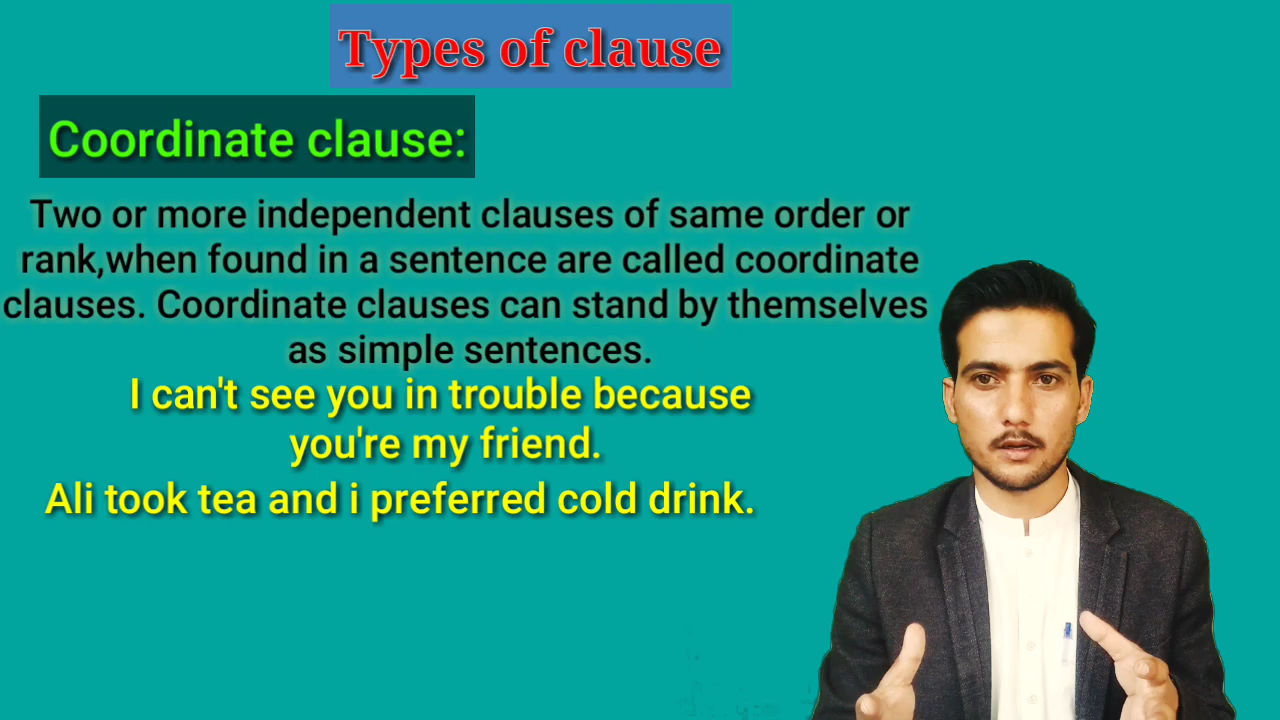 Types of clause
Coordinate clause:
Two or more independent clauses of same order or
rank,when found in a sentence are called coordinate
clauses. Coordinate clauses can stand by themselves
as simple sentences.
I can't see you in trouble because
you're my friend.
Ali took tea and i preferred cold drink.